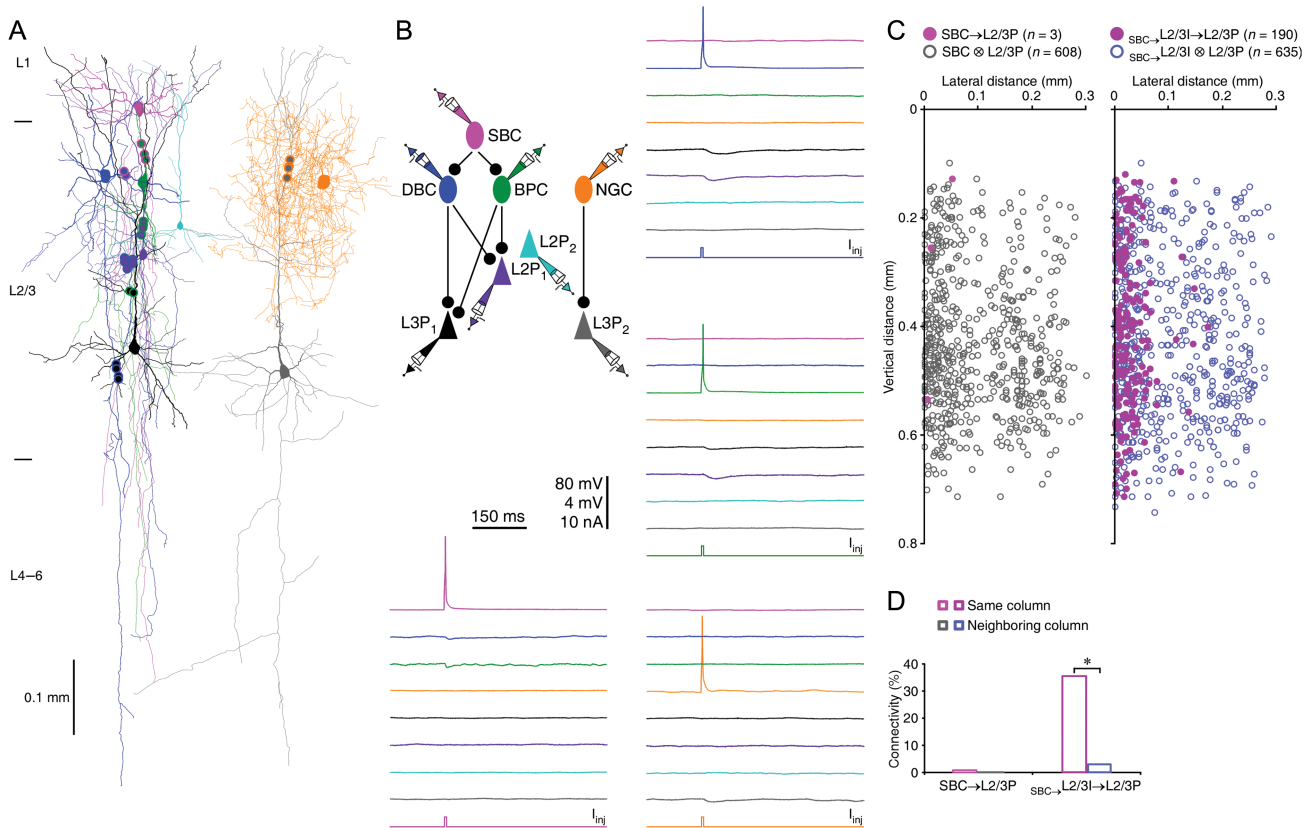 A
L1
L2/3
L4–6
0.1 mm
B
SBC
DBC
BPC
NGC
L2P2
L2P1
L3P1
L3P2
150 ms
80 mV
4 mV
10 nA
Iinj
Iinj
Iinj
Iinj
C
SBC→L2/3P (n = 3)
SBC ⊗ L2/3P (n = 608)
SBC→L2/3I→L2/3P (n = 190)
SBC→L2/3I ⊗ L2/3P (n = 635)
Lateral distance (mm)
Lateral distance (mm)
0 0.1 0.2 0.3
0 0.1 0.2 0.3
Vertical distance (mm)
0
0.2
0.4
0.6
0.8
D
Same column
Neighboring column
Connectivity (%)
40
30
20
10
0
SBC→L2/3P
SBC→L2/3I→L2/3P
*